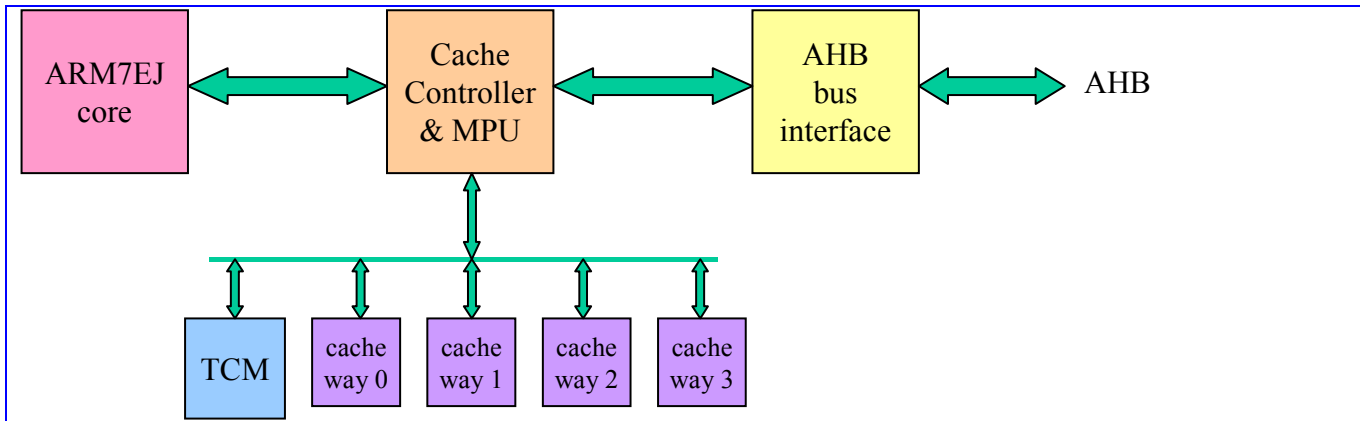 ARM7EJ
core
Cache
Controller
& MPU
AHB
bus
interface
AHB
TCM
cache
way 0
cache
way 1
cache
way 2
cache
way 3